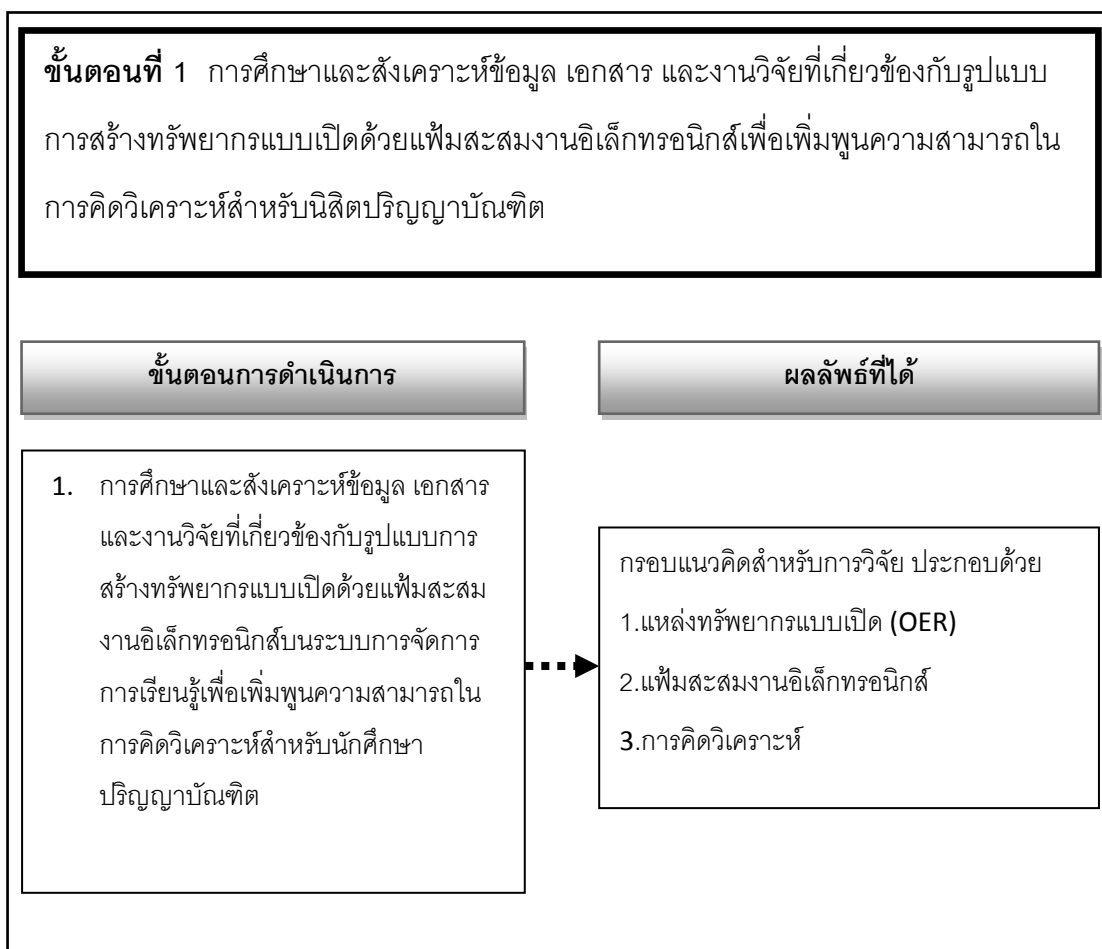 ขั้นตอนที่ 1 การศึกษาและสังเคราะห์ข้อมูล เอกสาร และงานวิจัยที่เกี่ยวข้องกับรูปแบบ
การสร้างทรัพยากรแบบเปิดด้วยแฟ้มสะสมงานอิเล็กทรอนิกส์เพื่อเพิ่มพูนความสามารถใน
การคิดวิเคราะห์สำหรับนิสิตปริญญาบัณฑิต
ขั้นตอนการดำเนินการ
ผลลัพธ์ที่ได้
1. การศึกษาและสังเคราะห์ข้อมูล เอกสาร
และงานวิจัยที่เกี่ยวข้องกับรูปแบบการ
สร้างทรัพยากรแบบเปิดด้วยแฟ้มสะสม
งานอิเล็กทรอนิกส์บนระบบการจัดการ
การเรียนรู้เพื่อเพิ่มพูนความสามารถใน
การคิดวิเคราะห์สำหรับนักศึกษา
ปริญญาบัณฑิต
กรอบแนวคิดสำหรับการวิจัย ประกอบด้วย
1.แหล่งทรัพยากรแบบเปิด (OER)
2.แฟ้มสะสมงานอิเล็กทรอนิกส์
3.การคิดวิเคราะห์